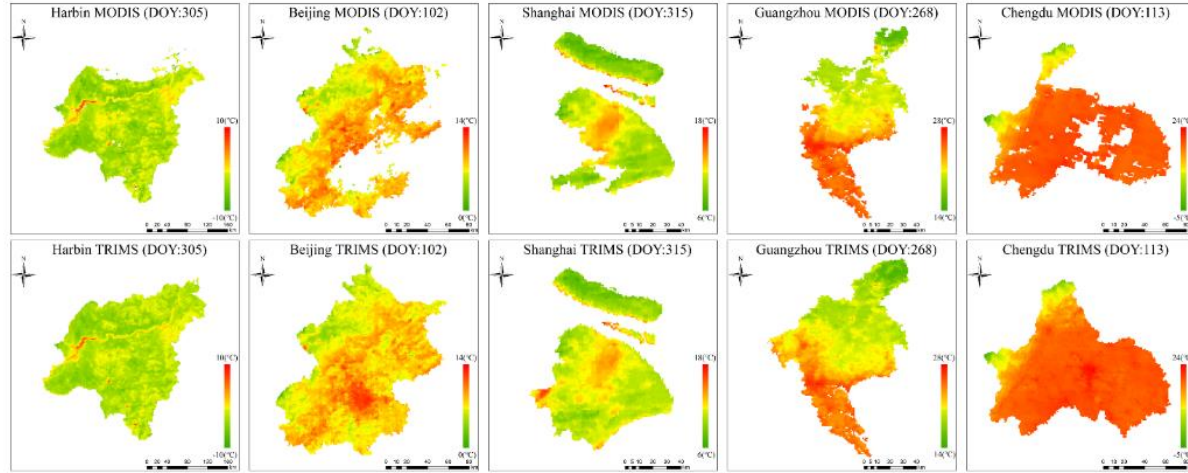 Harbin MODIS (DOY:305)
Beijing MODIS (DOY:102)
Shanghai MODIS (DOY:315)
Guangzhou MODIS (DOY:268)
Chengdu MODIS (DOY:113)
10(°C)
-10(°C)
14(°C)
0(°C)
18(°C)
6(°C)
28(°C)
14(°C)
24(°C)
-5(°C)
Harbin TRIMS (DOY:305)
Beijing TRIMS (DOY:102)
Shanghai TRIMS (DOY:315)
Guangzhou TRIMS (DOY:268)
Chengdu TRIMS (DOY:113)
10(°C)
-10(°C)
14(°C)
0(°C)
18(°C)
6(°C)
14(°C)
24(°C)
-5(°C)